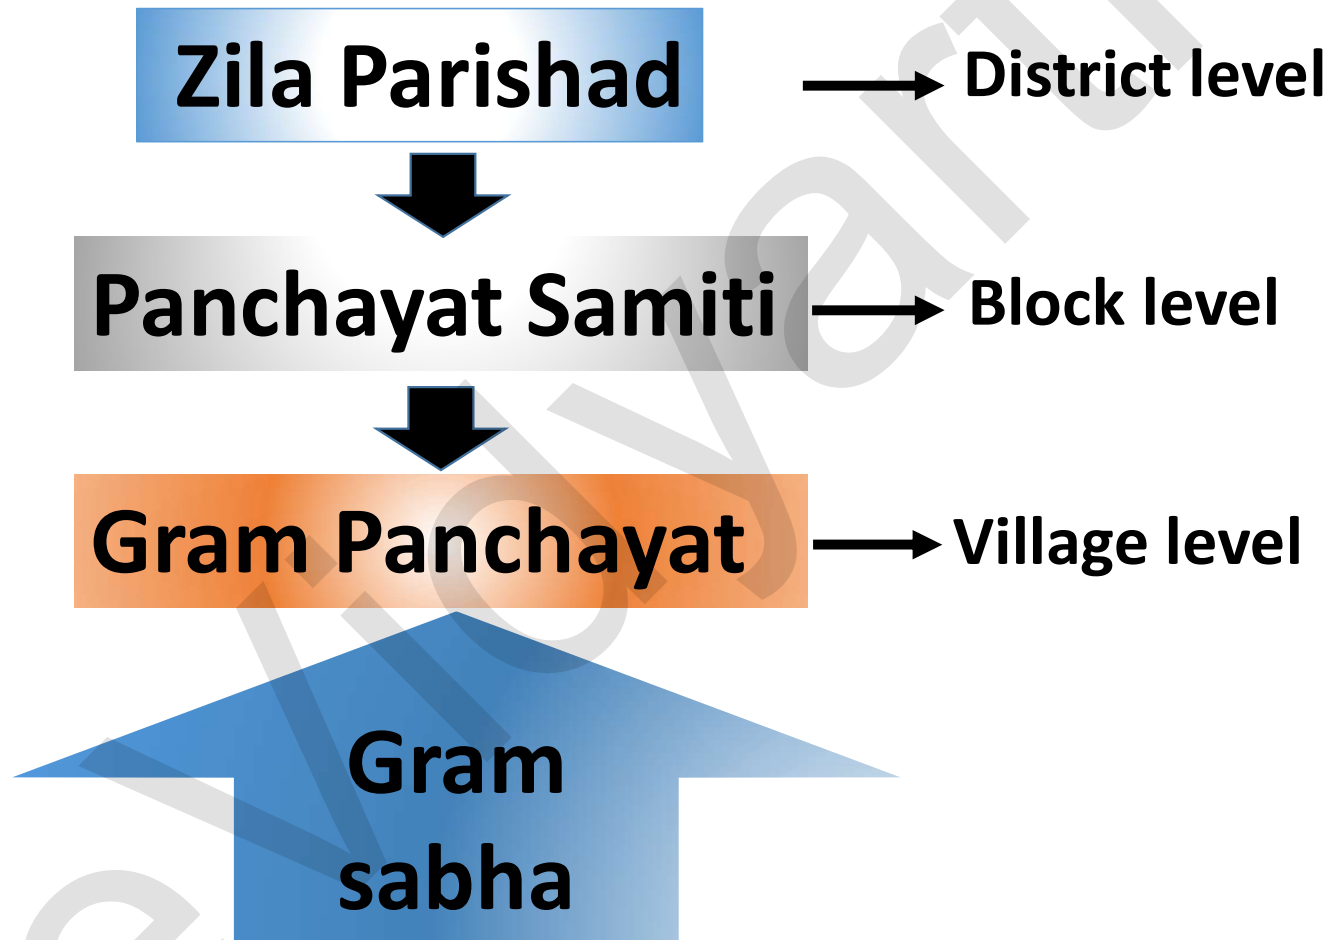 Zila Parishad
District level
Panchayat Samiti
Block level
Gram Panchayat
Village level
Gram
sabha